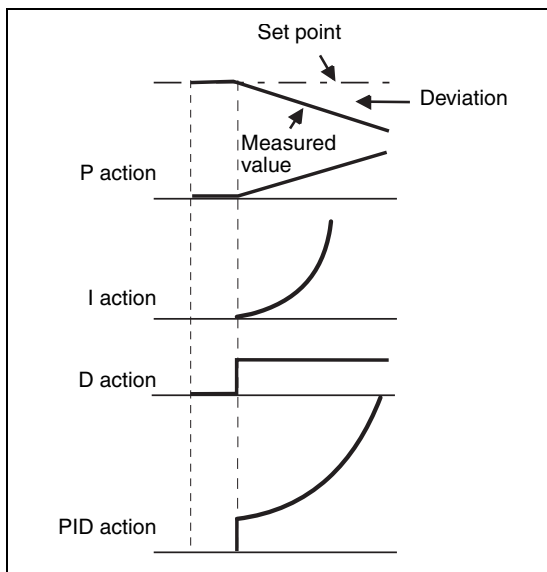 Set point
Deviation
Measured
value
P action
I action
D action
PID action